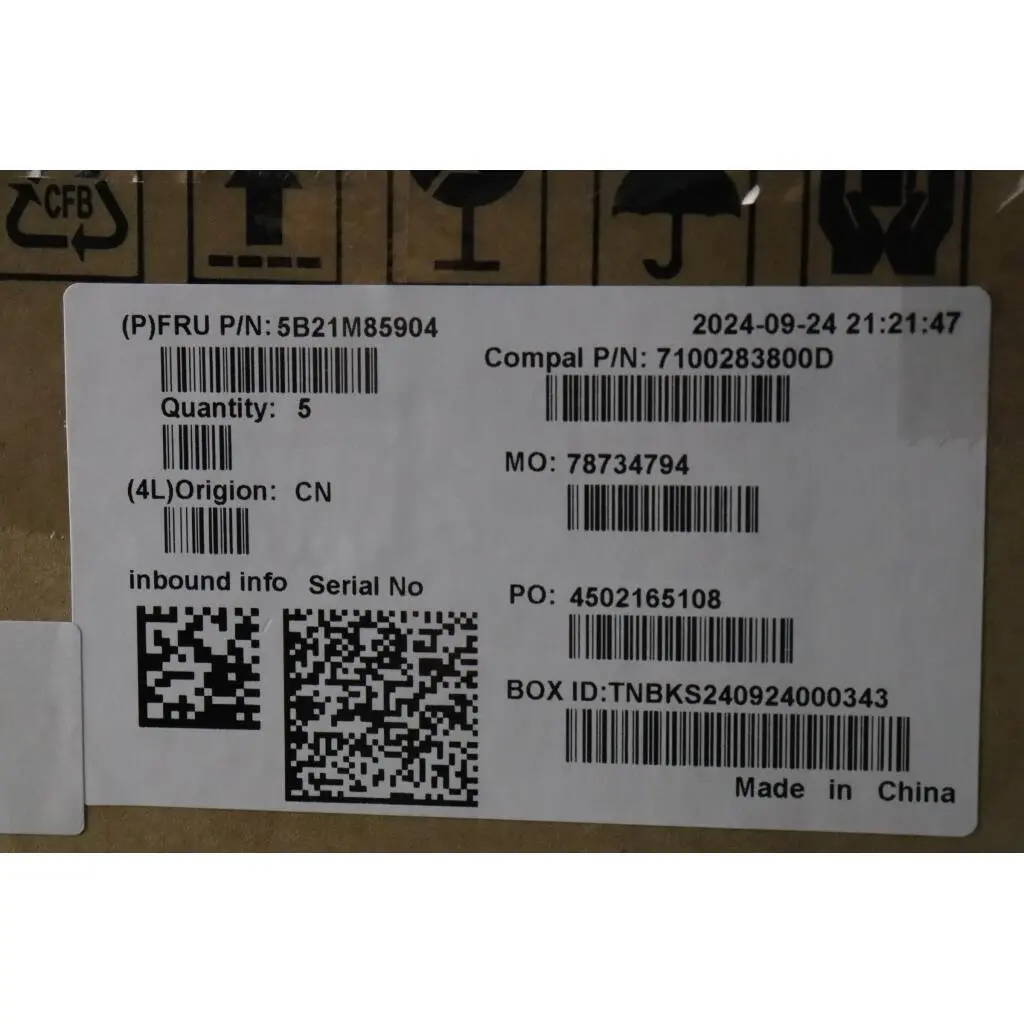 CFB
(P)FRU P/N: 5B21M85904
2024-09-24 21:21:47
Compal P/N: 7100283800D
Quantity: 5
MO: 78734794
(4L)Origion: CN
inbound info Serial No
PO: 4502165108
BOX ID:TNBKS240924000343
Made in China